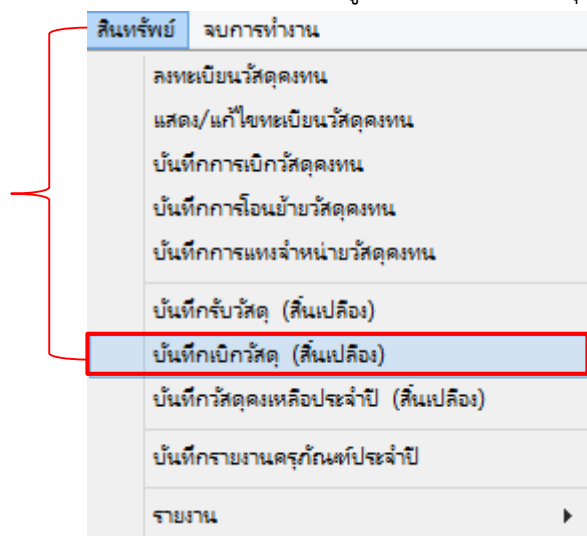 สินทรัพย์ จบการทำงาน
ลงทะเบียนวัสดุคงทน
แสดง/แก้ไขทะเบียนวัสดุคงทน
บันทึกการเบิกวัสดุคงทน
บันทึกการโอนย้ายวัสดุคงทน
บันทึกการแทงจำหน่ายวัสดุคงทน
บันทึกรับวัสดุ (สิ้นเปลือง)
บันทึกเบิกวัสดุ (สิ้นเปลือง)
บันทึกวัสดุคงเหลือประจำปี (สิ้นเปลือง)
บันทึกรายงานครุภัณฑ์ประจำปี
รายงาน